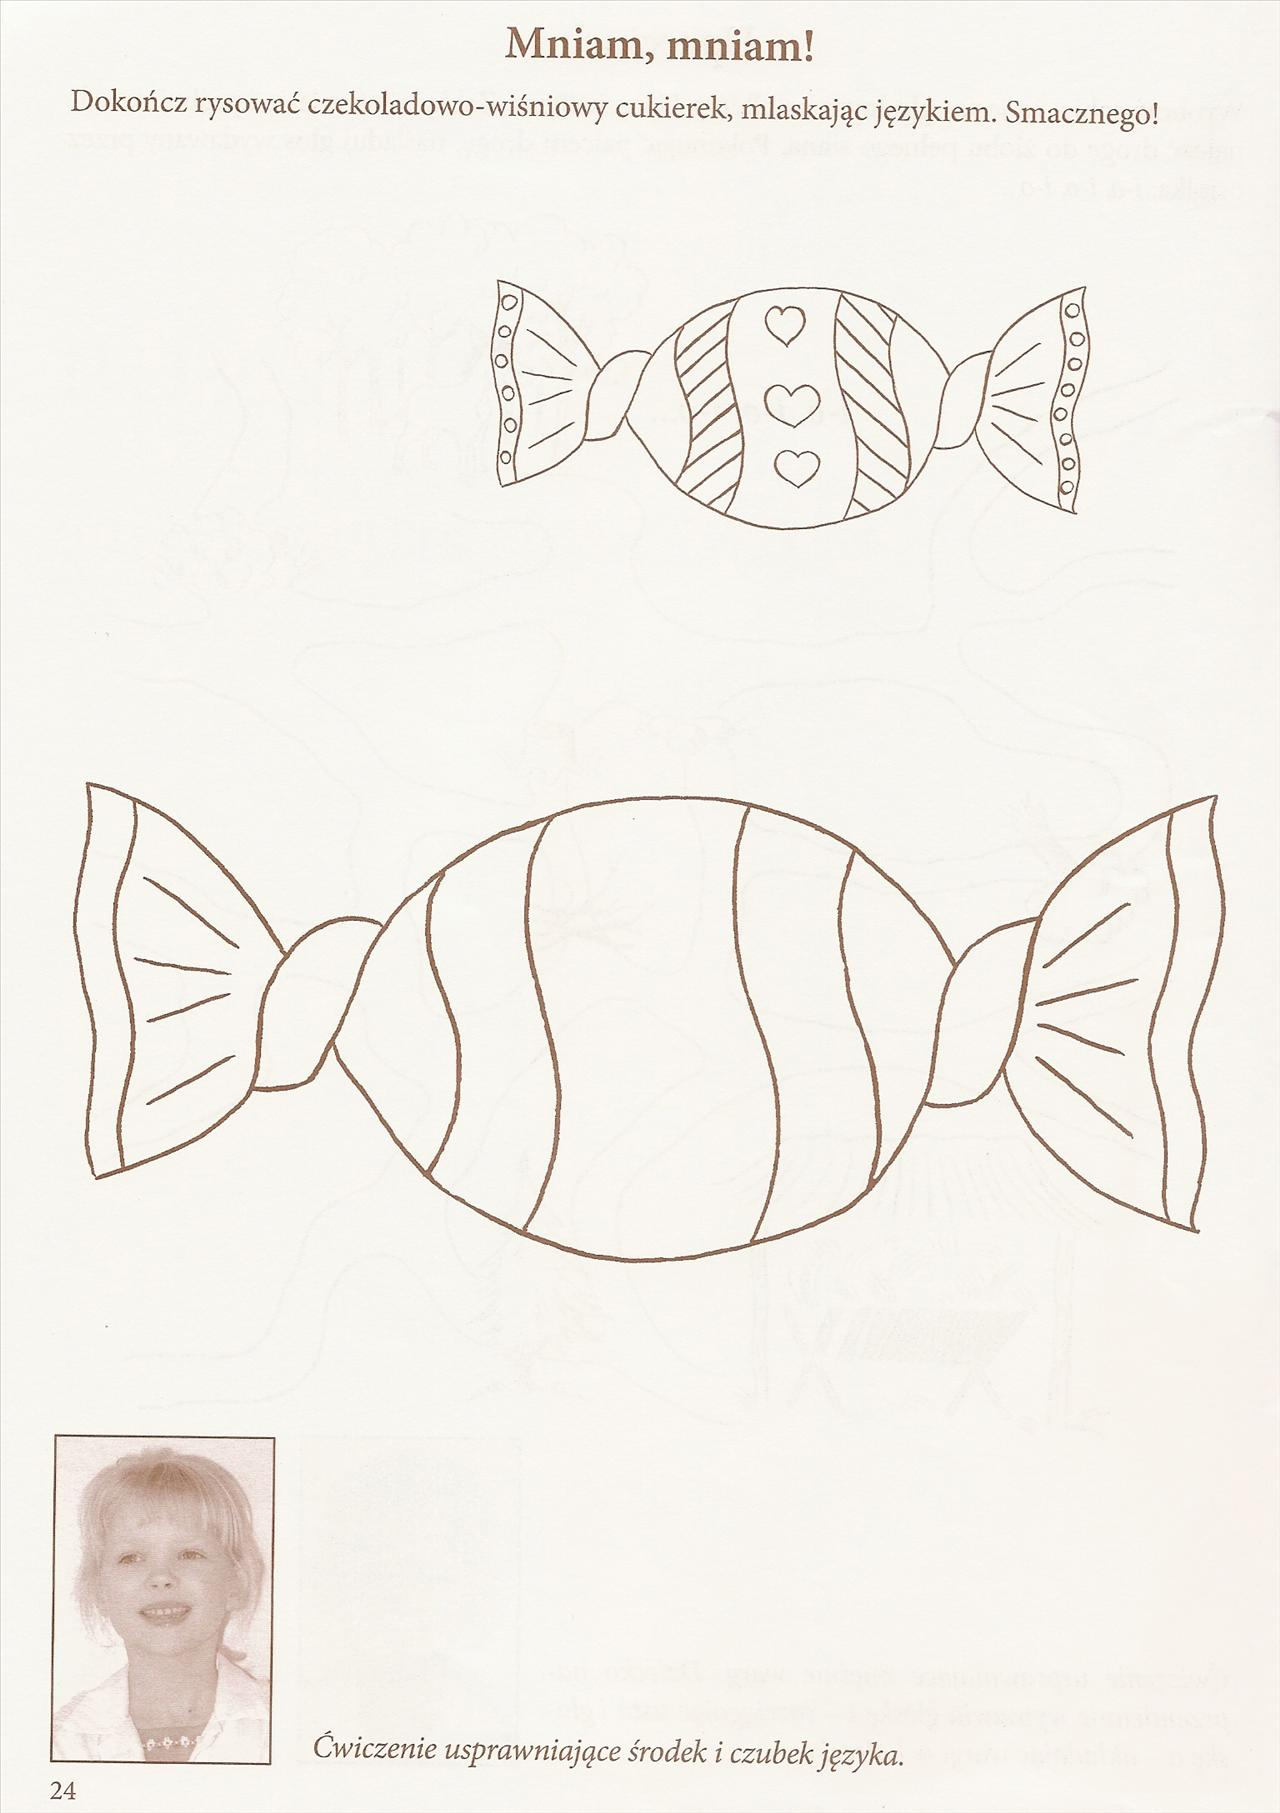 Mniam, mniam!
Dokończ rysować czekoladowo-wiśniowy cukierek, mlaskając językiem. Smacznego!
Ćwiczenie usprawniające środek i czubek języka.
24